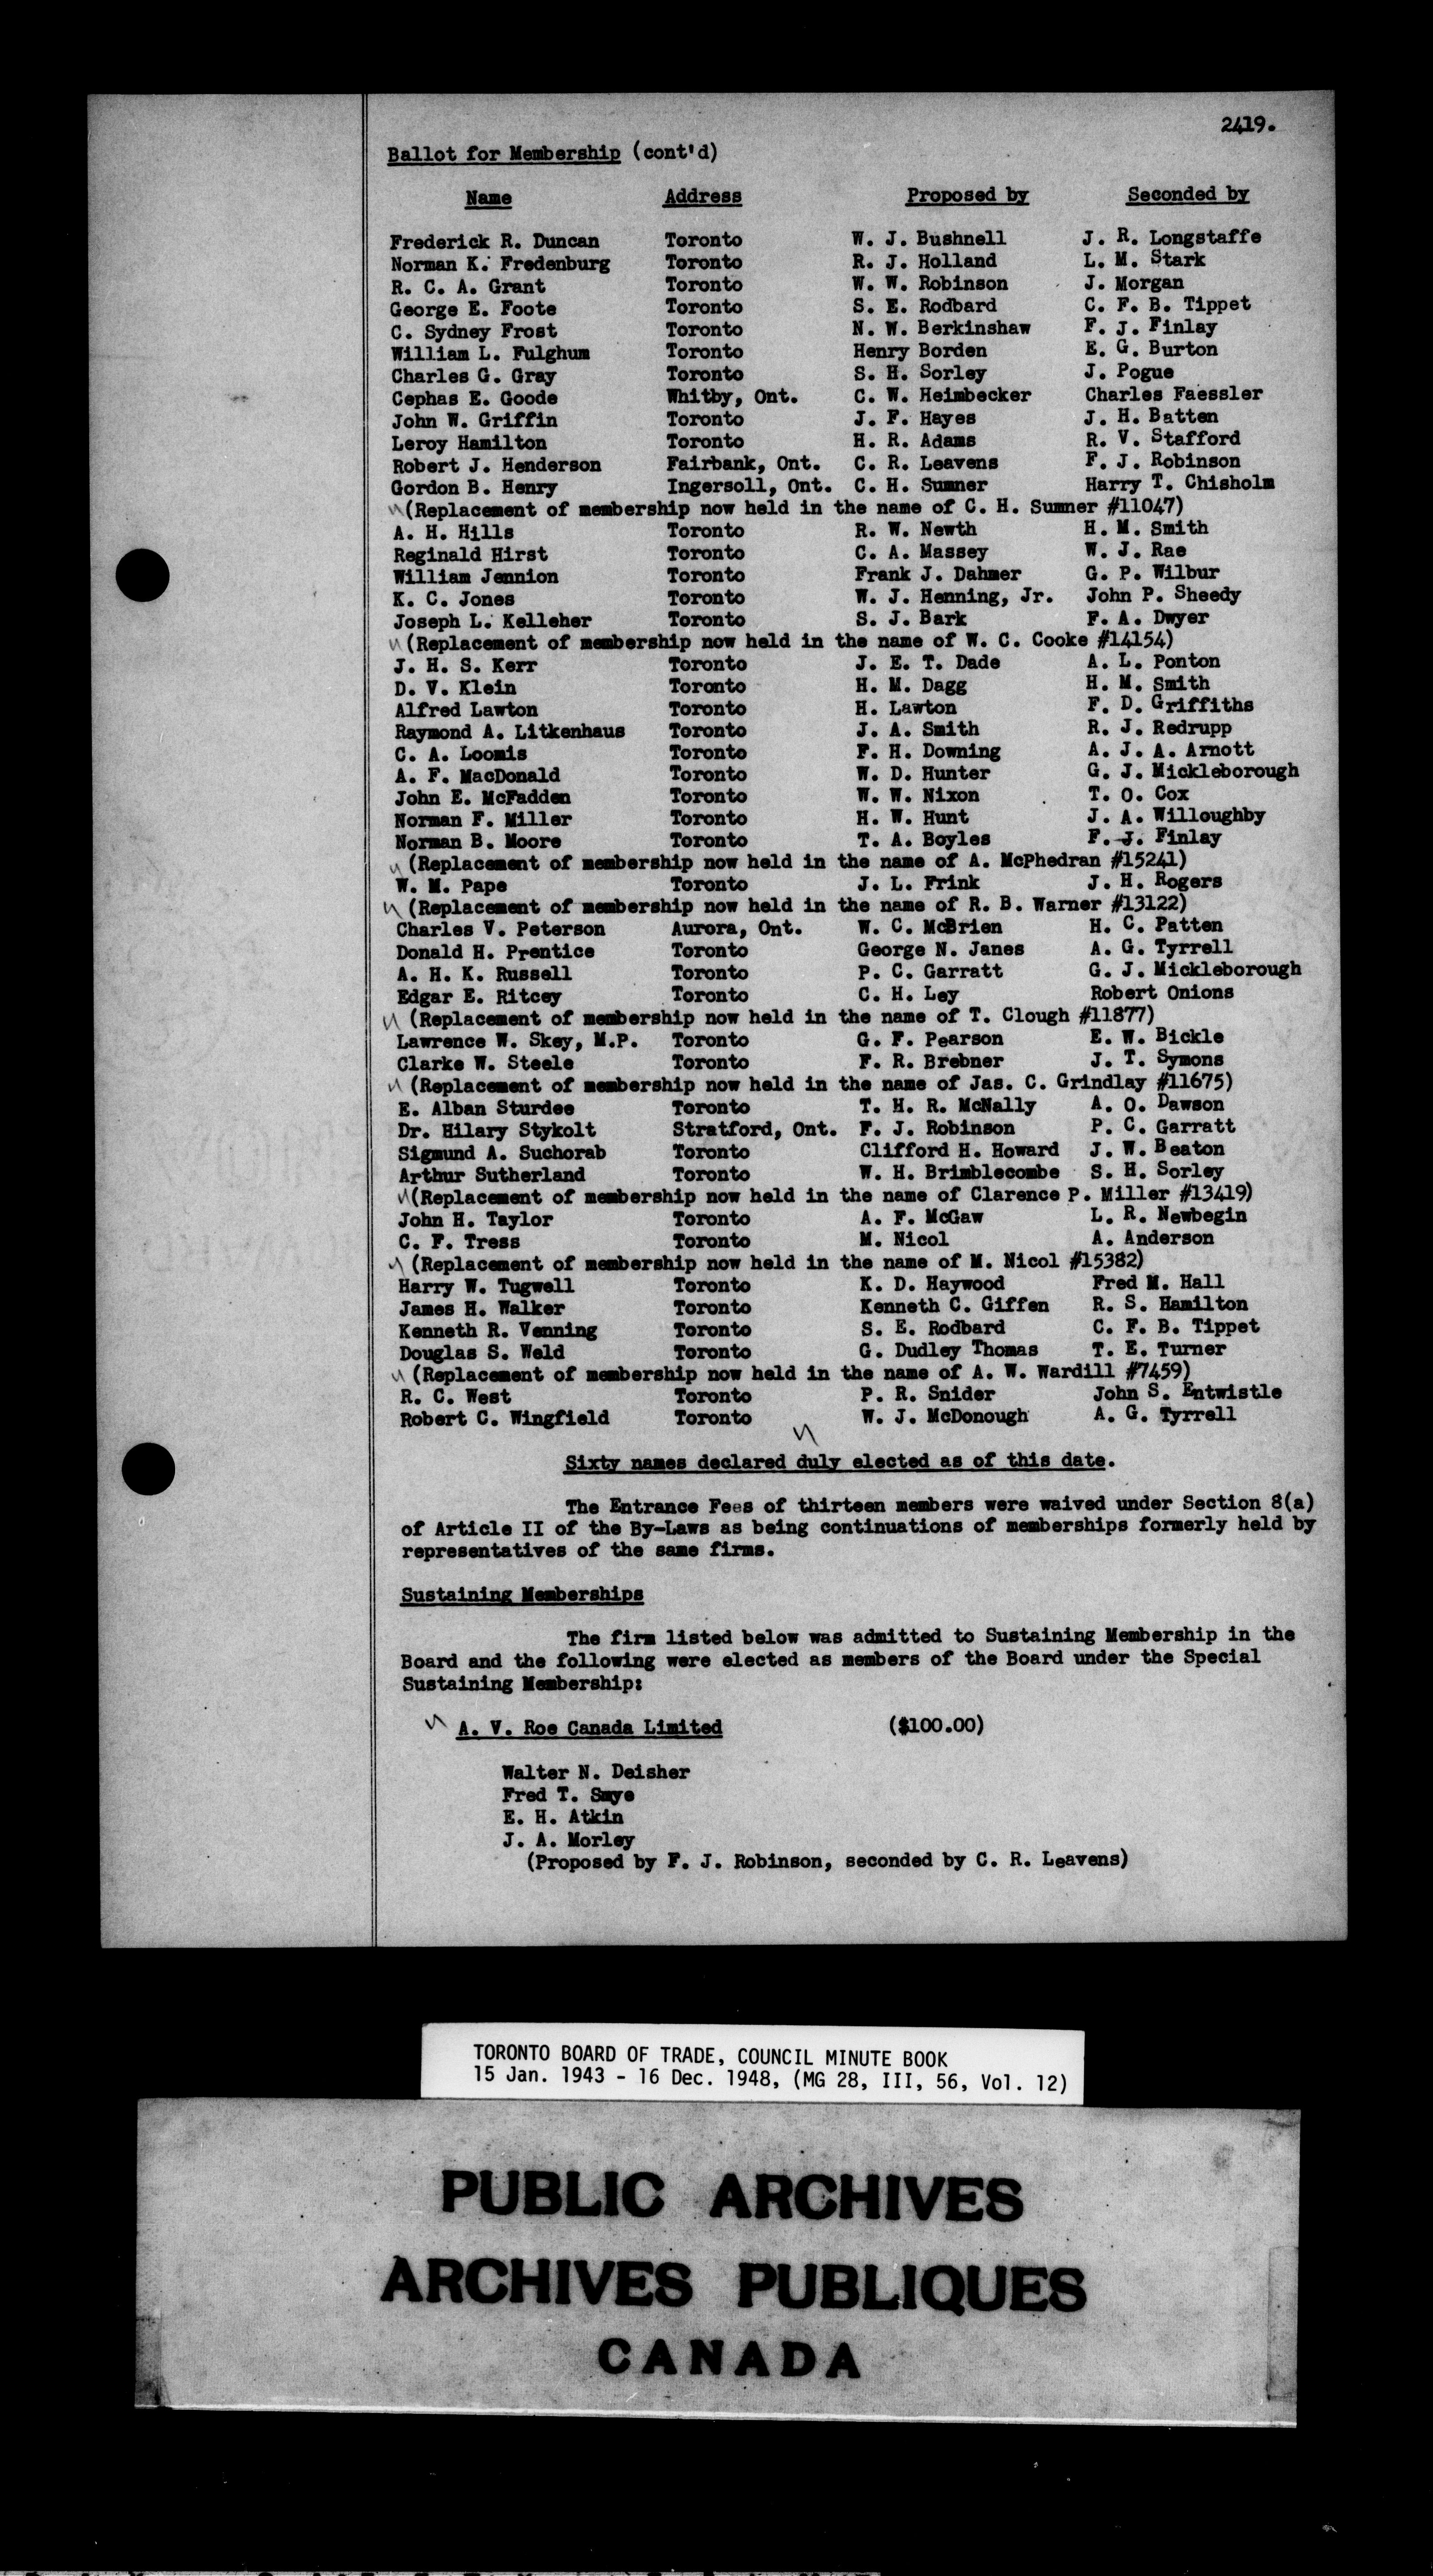 2419.
Ballot for Membership (cont'd)
Name Address Proposed by Seconded by
Frederick R. Duncan Toronto W. J. Bushnell J. R. Longstaffe
Norman K. Fredenburg Toronto R. J. Holland L. M. Stark
R. C. A. Grant Toronto W. W. Robinson J. Morgan
George E. Foote Toronto S. E. Rodbard C. F. B. Tippet
C. Sydney Frost Toronto N. W. Berkinshaw F. J. Finlay
William L. Fulghum Toronto Henry Borden E. G. Burton
Charles G. Gray Toronto S. H. Sorley J. Pogue
Cephas E. Goode Whitby, Ont. C. W. Heimbecker Charles Faessler
John W. Griffin Toronto J. F. Hayes J. H. Batten
Leroy Hamilton Toronto H. R. Adams R. V. Stafford
Robert J. Henderson Fairbank, Ont. C. R. Leavens F. J. Robinson
Gordon B. Henry Ingersoll, Ont. C. H. Sumner Harry T. Chisholm
(Replacement of membership now held in the name of C. H. Sumner #11047)
A. H. Hills Toronto R. W. Newth H. M. Smith
Reginald Hirst Toronto C. A. Massey W. J. Rae
William Jennion Toronto Frank J. Dahmer G. P. Wilbur
K. C. Jones Toronto W. J. Henning, Jr. John P. Sheedy
Joseph L. Kelleher Toronto S. J. Bark F. A. Dwyer
(Replacement of membership now held in the name of W. C. Cooke #14154)
J. H. S. Kerr Toronto J. E. T. Dade A. L. Ponton
D. V. Klein Toronto H. M. Dagg H. M. Smith
Alfred Lawton Toronto H. Lawton F. D. Griffiths
Raymond A. Litkenhaus Toronto J. A. Smith R. J. Redrupp
C. A. Loomis Toronto F. H. Downing A. J. A. Arnott
A. F. MacDonald Toronto W. D. Hunter G. J. Mickleborough
John E. McFadden Toronto W. W. Nixon T. O. Cox
Norman F. Miller Toronto H. W. Hunt J. A. Willoughby
Norman B. Moore Toronto T. A. Boyles F. J. Finlay
(Replacement of membership now held in the name of A. McPhedran #15241)
W. M. Pape Toronto J. L. Frink J. H. Rogers
(Replacement of membership now held in the name of R. B. Warner #13122)
Charles V. Peterson Aurora, Ont. W. C. McBrien H. C. Patten
Donald H. Prentice Toronto George N. Janes A. G. Tyrrell
A. H. K. Russell Toronto P. C. Garratt G. J. Mickleborough
Edgar E. Ritcey Toronto C. H. Ley Robert Onions
(Replacement of membership now held in the name of T. Clough #11877)
Lawrence W. Skey, M.P. Toronto G. F. Pearson E. W. Bickle
Clarke W. Steele Toronto F. R. Brebner J. T. Symons
(Replacement of membership now held in the name of Jas. C. Grindlay #11675)
E. Alban Sturdee Toronto T. H. R. McNally A. O. Dawson
Dr. Hilary Stykolt Stratford, Ont. F. J. Robinson P. C. Garratt
Sigmund A. Suchorab Toronto Clifford H. Howard J. W. Beaton
Arthur Sutherland Toronto W. H. Brimblecombe S. H. Sorley
(Replacement of membership now held in the name of Clarence P. Miller #13419)
John H. Taylor Toronto A. F. McGaw L. R. Newbegin
C. F. Tress Toronto M. Nicol A. Anderson
(Replacement of membership now held in the name of M. Nicol #15382)
Harry W. Tugwell Toronto K. D. Haywood Fred M. Hall
James H. Walker Toronto Kenneth C. Giffen R. S. Hamilton
Kenneth R. Venning Toronto S. E. Rodbard C. F. B. Tippet
Douglas S. Weld Toronto G. Dudley Thomas T. E. Turner
(Replacement of membership now held in the name of A. W. Wardill #7459)
R. C. West Toronto P. R. Snider John S. Entwistle
Robert C. Wingfield Toronto W. J. McDonough A. G. Tyrrell
Sixty names declared duly elected as of this date.
The Entrance Fees of thirteen members were waived under Section 8(a)
of Article II of the By-Laws as being continuations of memberships formerly held by
representatives of the same firms.
Sustaining Memberships
The firm listed below was admitted to Sustaining Membership in the
Board and the following were elected as members of the Board under the Special
Sustaining Membership:
A. V. Roe Canada Limited ($100.00)
Walter N. Deisher
Fred T. Smye
E. H. Atkin
J. A. Morley
(Proposed by F. J. Robinson, seconded by C. R. Leavens)
TORONTO BOARD OF TRADE, COUNCIL MINUTE BOOK
15 Jan. 1943 - 16 Dec. 1948, (MG 28, III, 56, Vol. 12)
PUBLIC ARCHIVES
ARCHIVES PUBLIQUES
CANADA